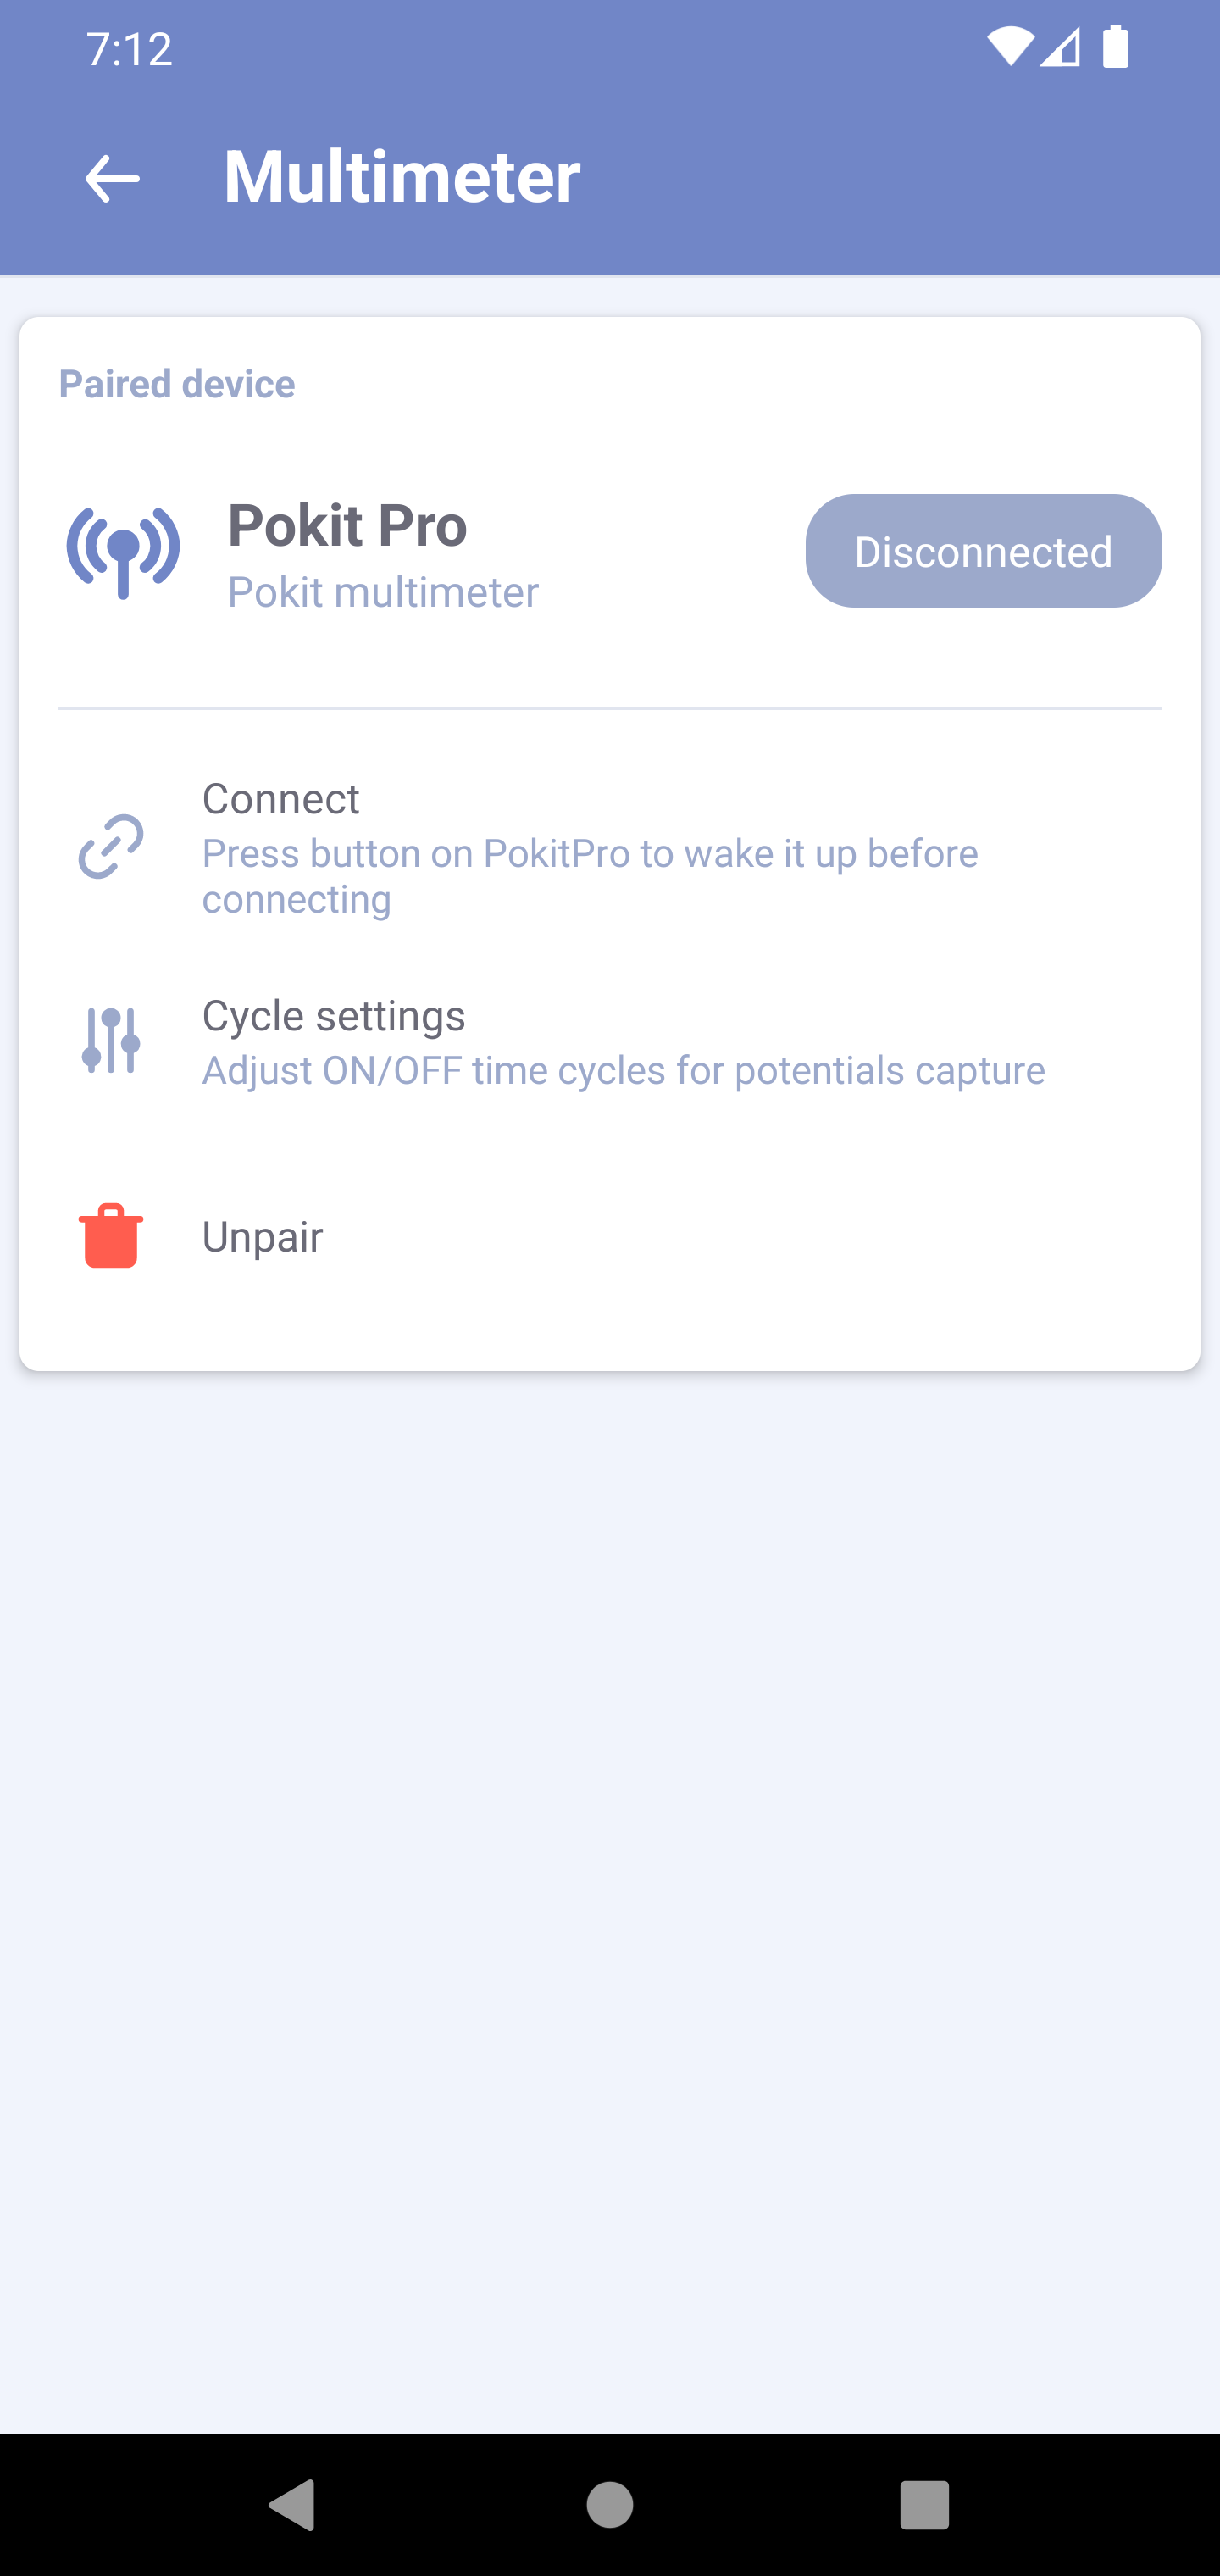 7:12
Multimeter
Paired device
Pokit Pro
Pokit multimeter
Disconnected
Connect
Press button on PokitPro to wake it up before
connecting
Cycle settings
Adjust ON/OFF time cycles for potentials capture
Unpair